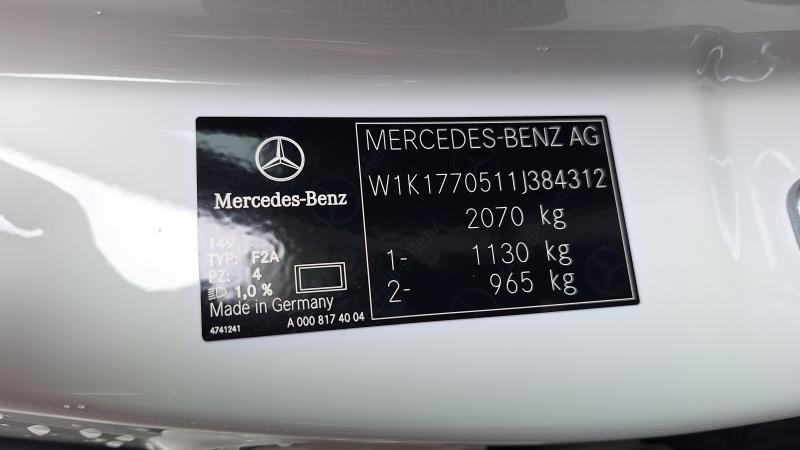 Mercedes-Benz
149
TYP: F2A
PZ: 4
1,0 %
Made in Germany
4741241
A 000 817 40 04
MERCEDES-BENZ AG
W1K1770511J384312
2070 kg
1- 1130 kg
2- 965 kg